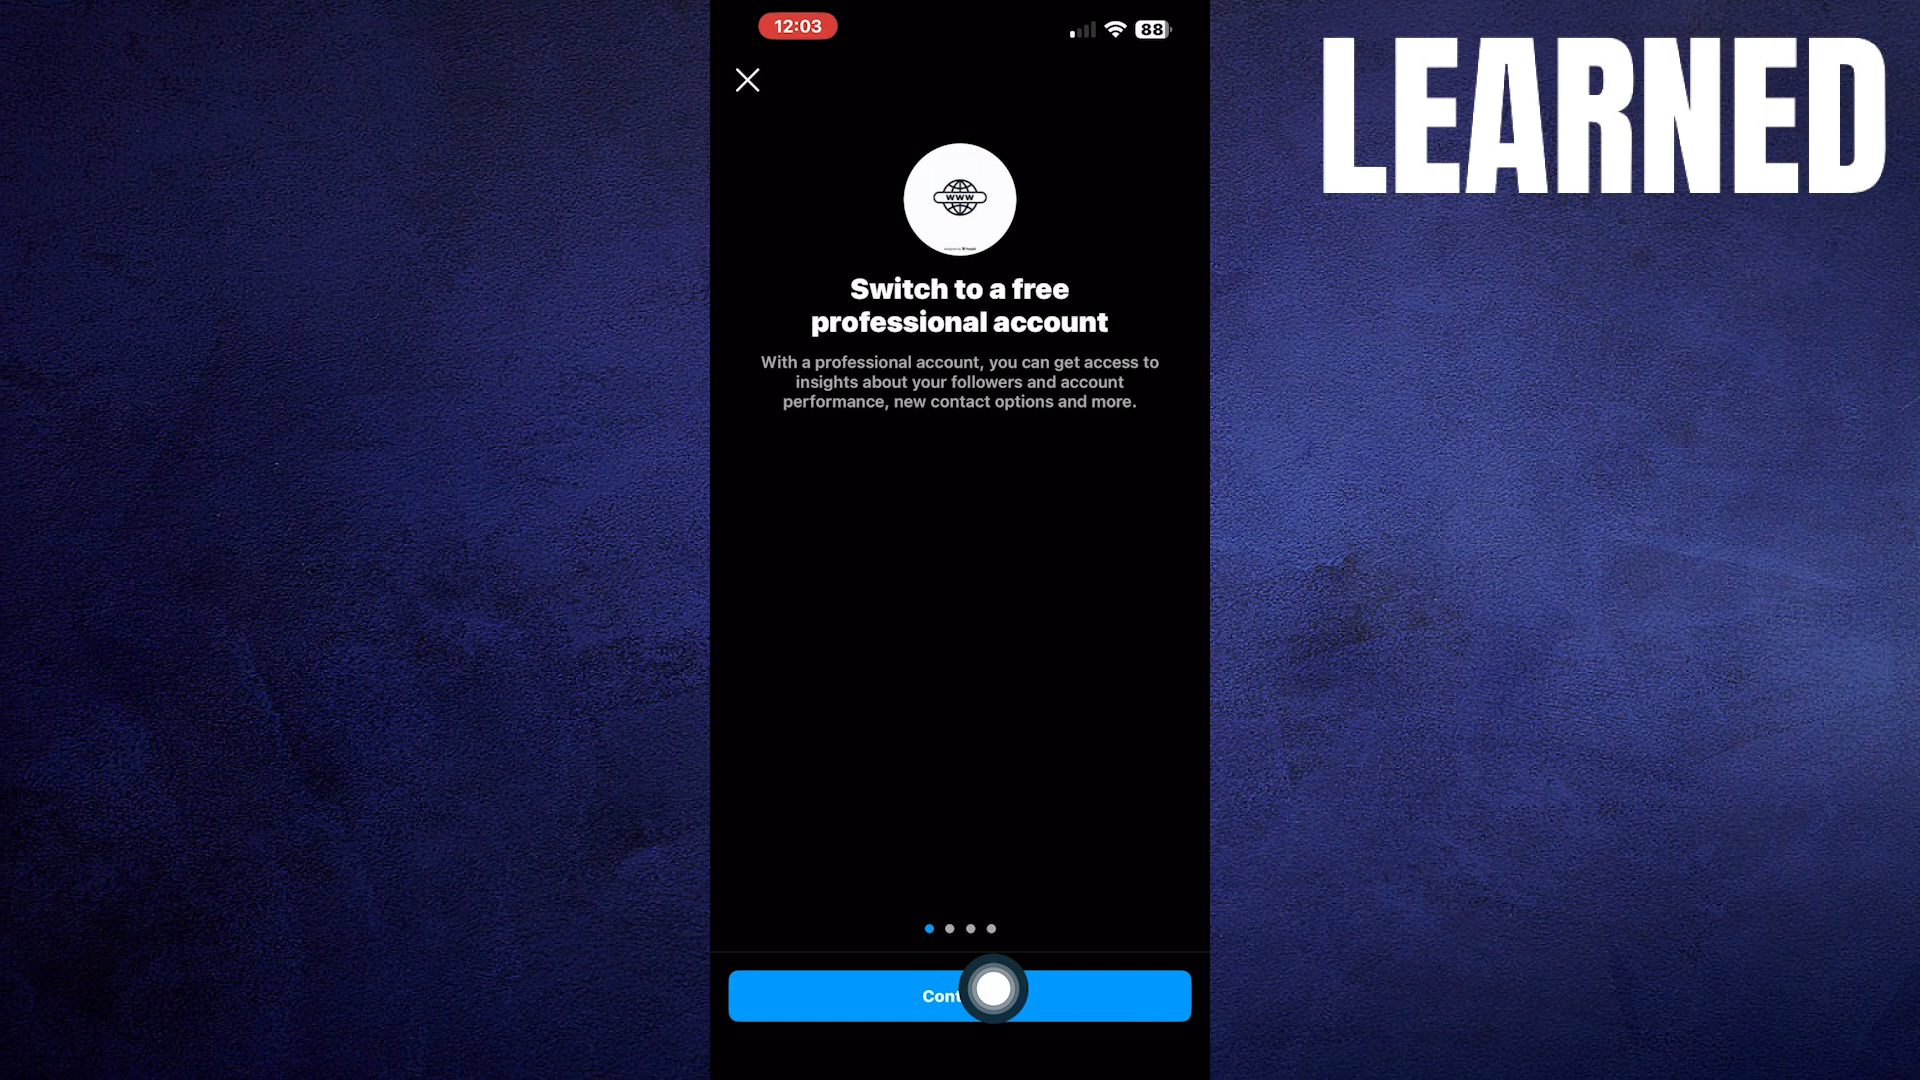 12:03
88
LEARNED
www
Switch to a free
professional account
With a professional account, you can get access to
insights about your followers and account
performance, new contact options and more.
Cont